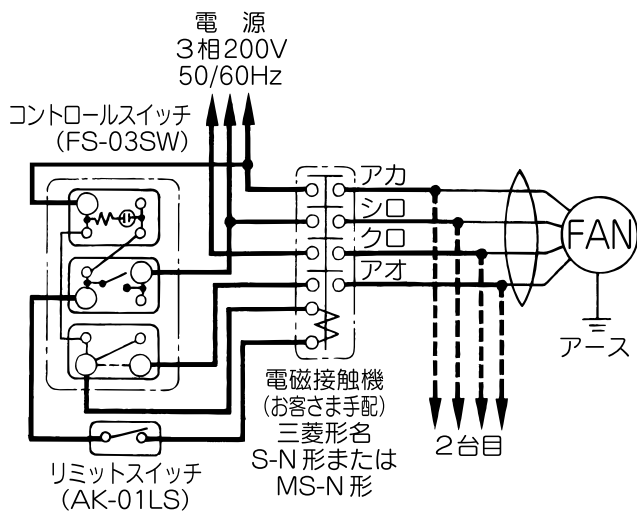 電 源
3相200V
50/60Hz
コントロールスイッチ
(FS-03SW)
アカ
シロ
クロ
アオ
FAN
アース
電磁接触機
(お客さま手配)
三菱形名
S-N形または
MS-N形
2台目
リミットスイッチ
(AK-01LS)